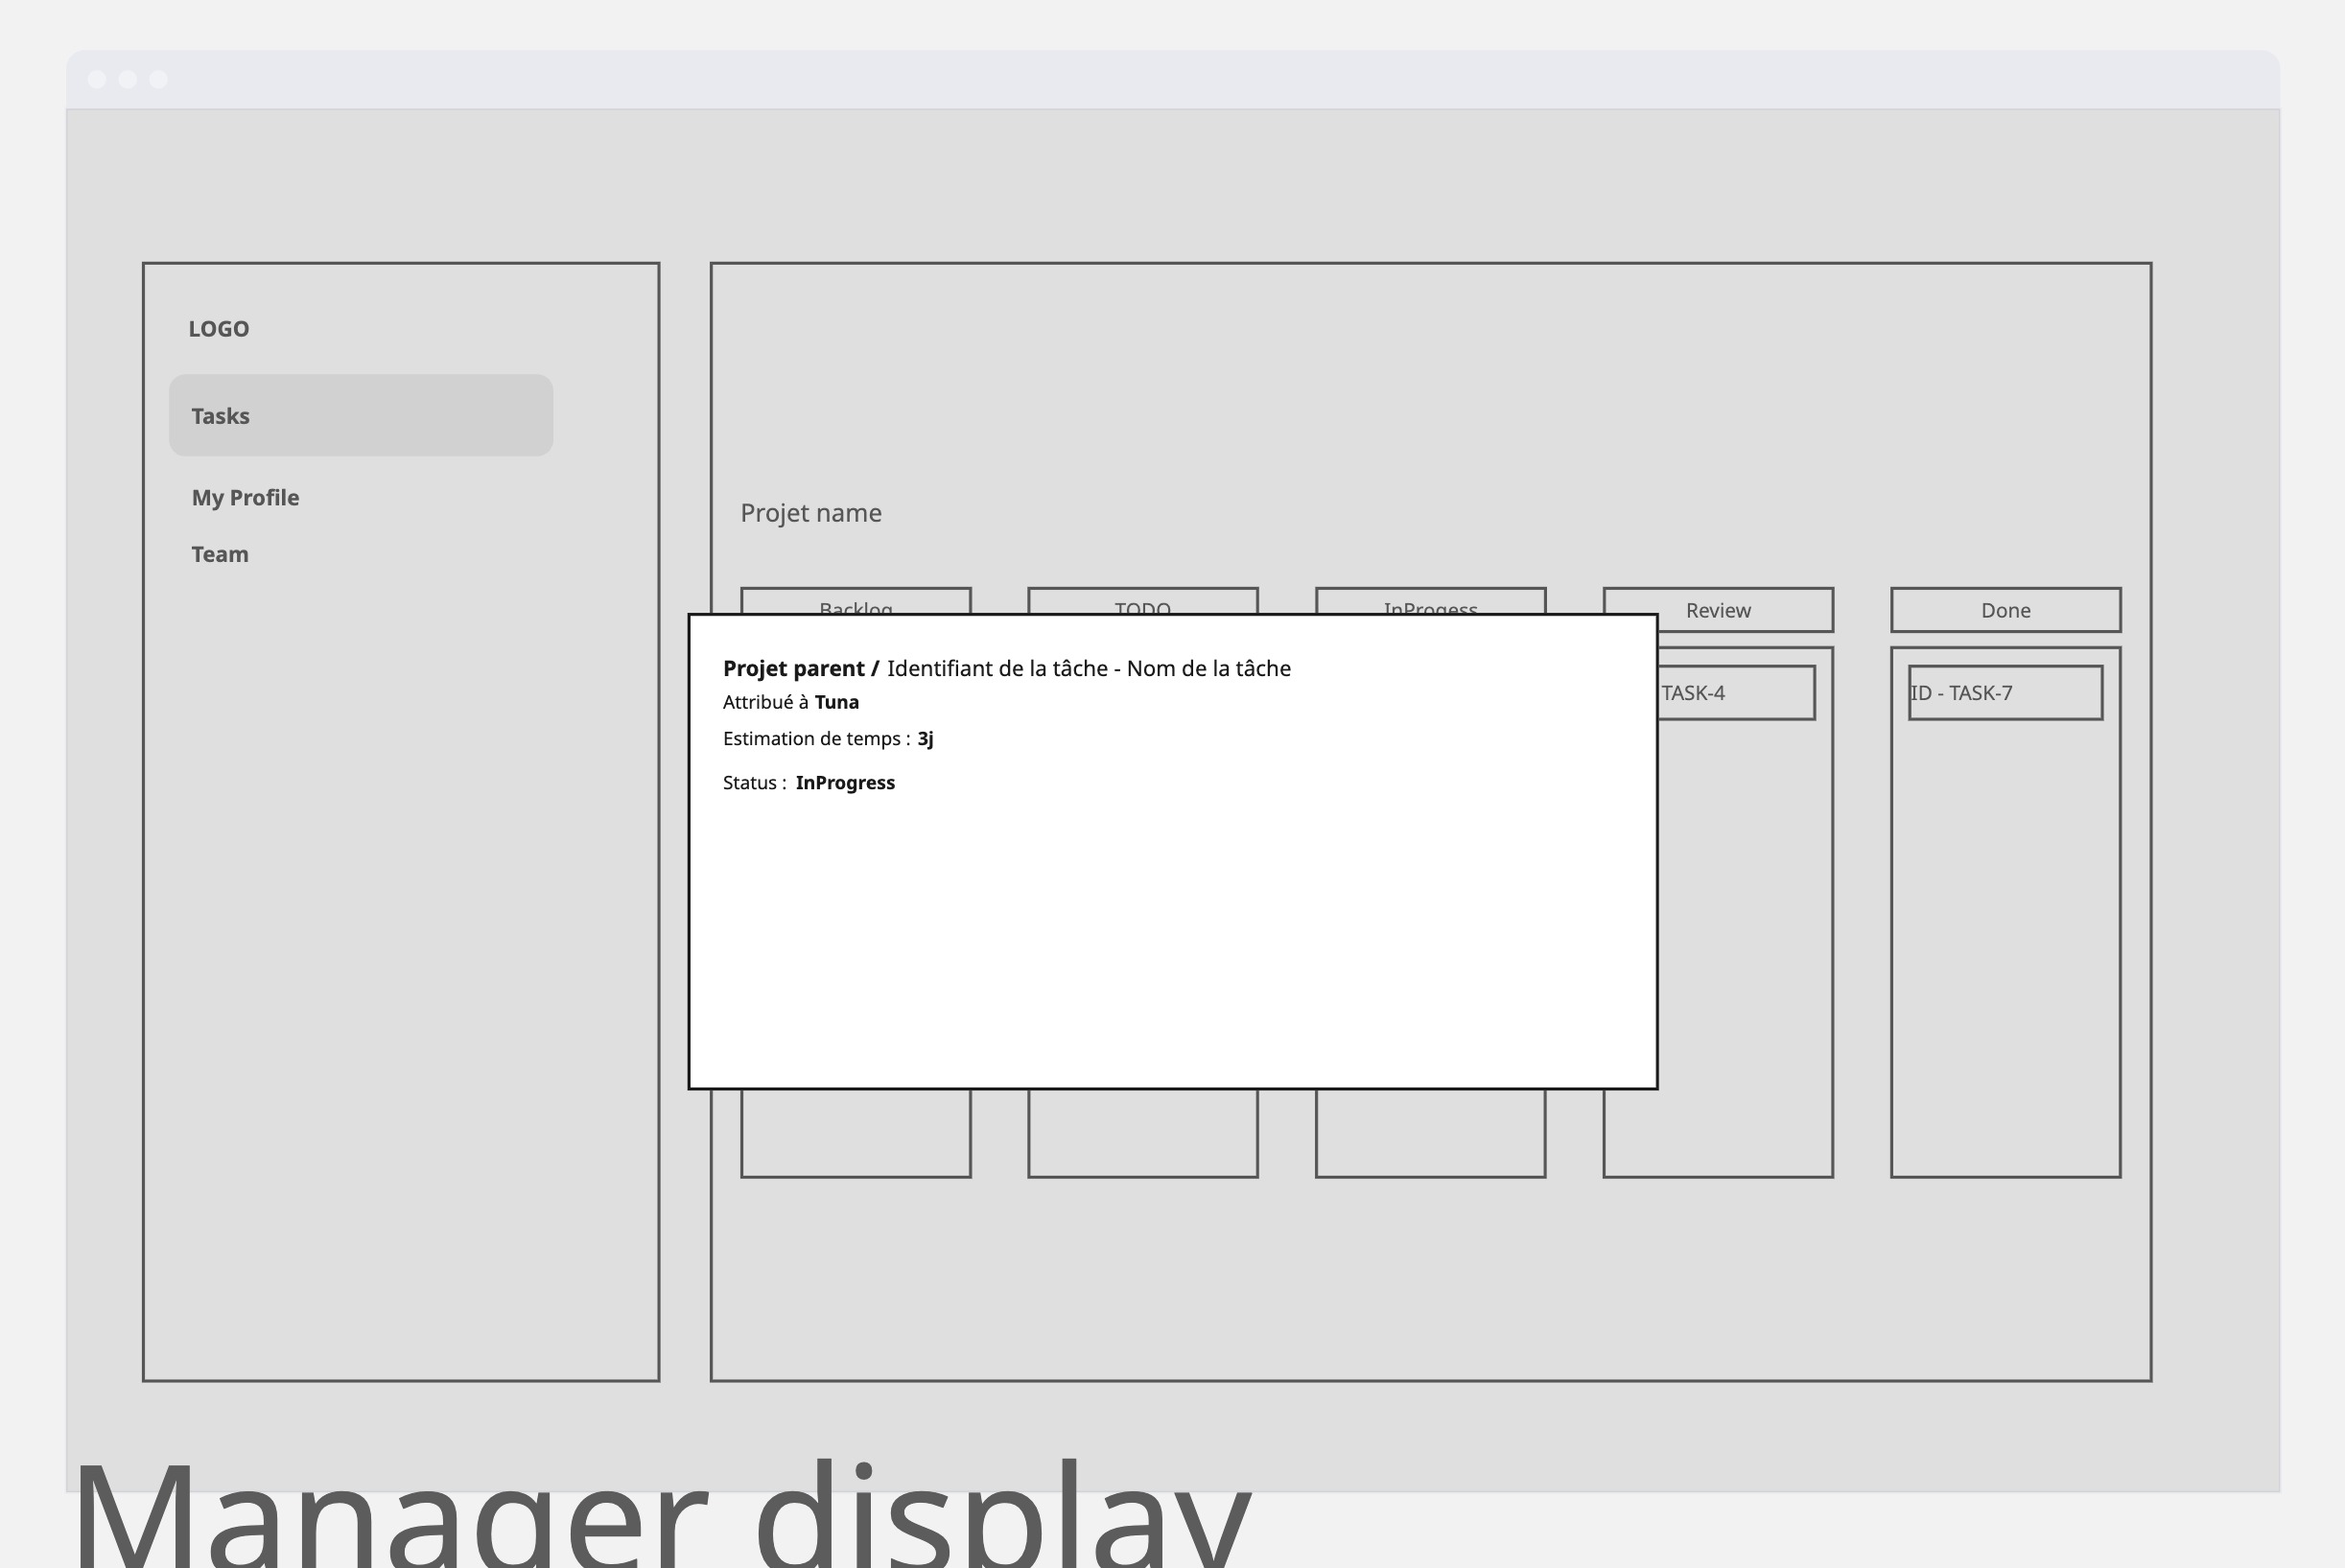 LOGO
Tasks
My Profile
Team
Projet name
Backlog
TODO
InProgess
Review
Done
Projet parent / Identifiant de la tâche - Nom de la tâche
Attribué à Tuna
Estimation de temps : 3j
Status : InProgress
TASK-4
ID - TASK-7
Manager display